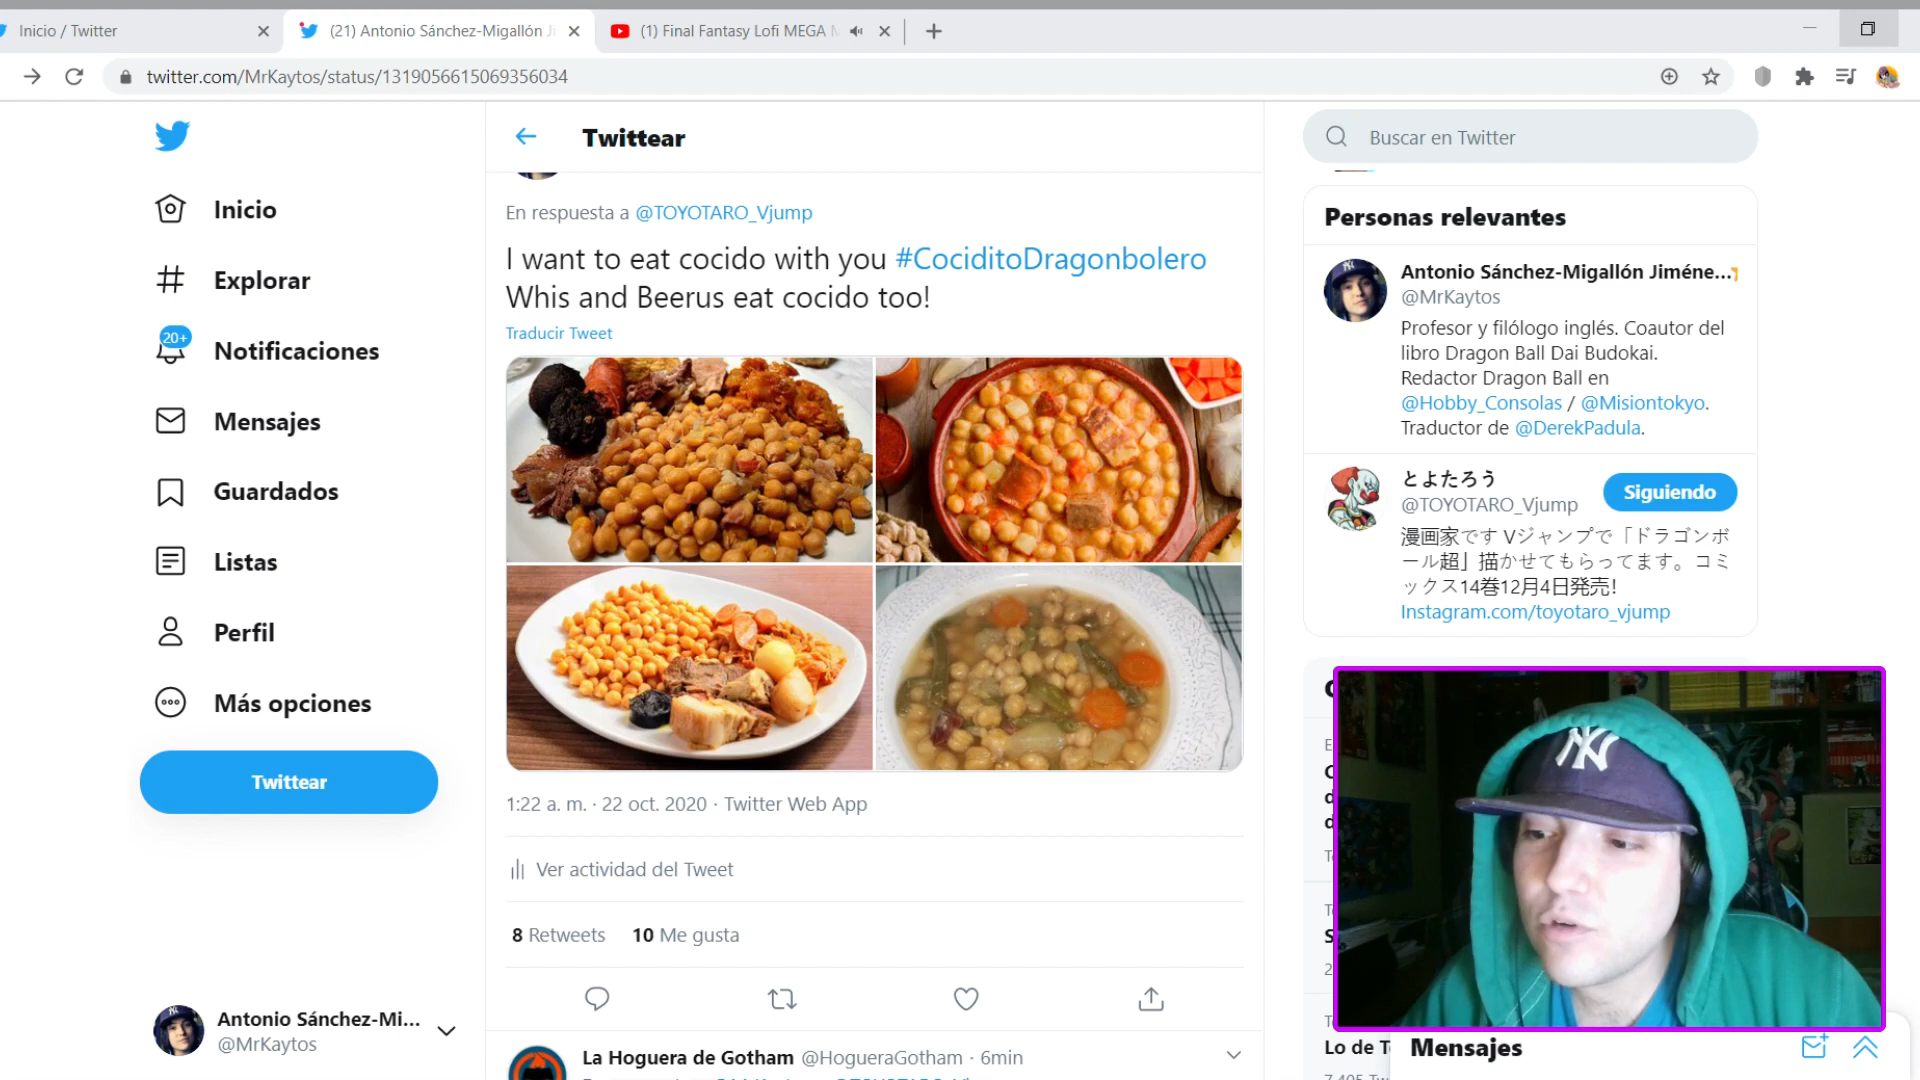 Inicio / Twitter
(21) Antonio Sánchez-Migallón Ji
(1) Final Fantasy Lofi MEGA
twitter.com/MrKaytos/status/1319056615069356034
Inicio
Explorar
20+
Notificaciones
Mensajes
Guardados
Listas
Perfil
Más opciones
Twittear
Antonio Sánchez-Mi...
@MrKaytos
Twittear
En respuesta a @TOYOTARO_Vjump
I want to eat cocido with you #CociditoDragonbolero
Whis and Beerus eat cocido too!
Traducir Tweet
1:22 a. m. · 22 oct. 2020 · Twitter Web App
Ver actividad del Tweet
8 Retweets 10 Me gusta
La Hoguera de Gotham @HogueraGotham · 6min
Buscar en Twitter
Personas relevantes
Antonio Sánchez-Migallón Jiméne...
@MrKaytos
Profesor y filólogo inglés. Coautor del
libro Dragon Ball Dai Budokai.
Redactor Dragon Ball en
@Hobby_Consolas / @Misiontokyo.
Traductor de @DerekPadula.
とよたろう
@TOYOTARO_Vjump
Siguiendo
漫画家です Vジャンプで「ドラゴンボ
ール超」描かせてもらってます。コミ
ックス14巻12月4日発売!
Instagram.com/toyotaro_vjump
NY
Lo de T
Mensajes